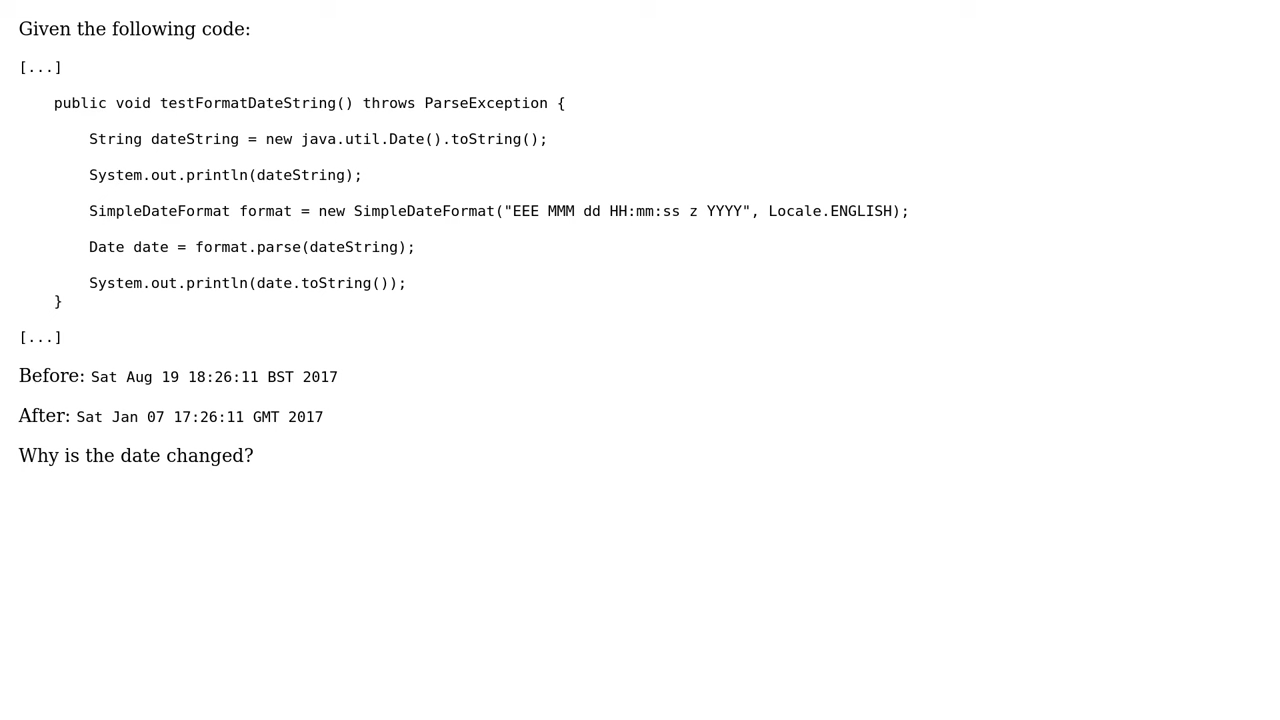 Given the following code:
[...]
    public void testFormatDateString() throws ParseException {
        String dateString = new java.util.Date().toString();
        System.out.println(dateString);
        SimpleDateFormat format = new SimpleDateFormat("EEE MMM dd HH:mm:ss z YYYY", Locale.ENGLISH);
        Date date = format.parse(dateString);
        System.out.println(date.toString());
    }
[...]
Before: Sat Aug 19 18:26:11 BST 2017
After: Sat Jan 07 17:26:11 GMT 2017
Why is the date changed?